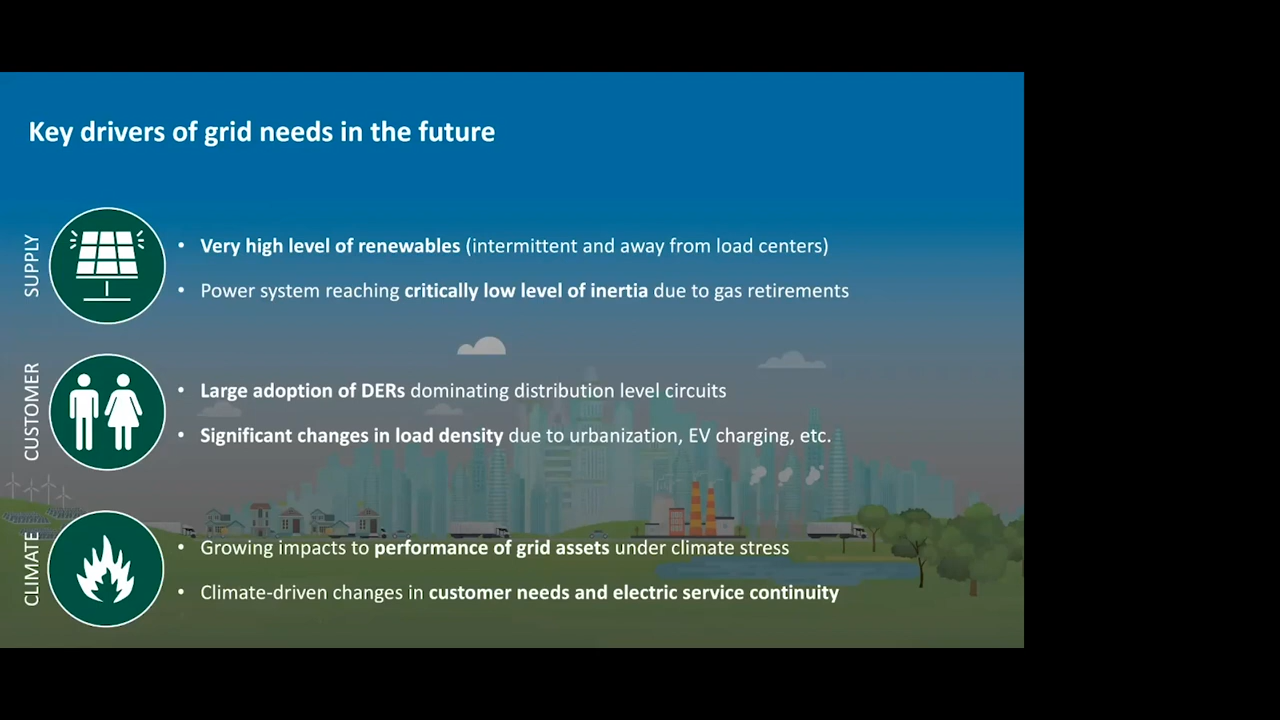 Key drivers of grid needs in the future
SUPPLY
• Very high level of renewables (intermittent and away from load centers)
• Power system reaching critically low level of inertia due to gas retirements
CUSTOMER
• Large adoption of DERs dominating distribution level circuits
• Significant changes in load density due to urbanization, EV charging, etc.
CLIMATE
• Growing impacts to performance of grid assets under climate stress
• Climate-driven changes in customer needs and electric service continuity